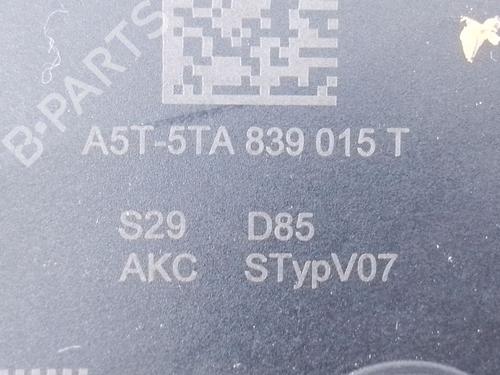 B-PARTS
A5T-5TA 839 015 T
S29 D85
AKC STypV07